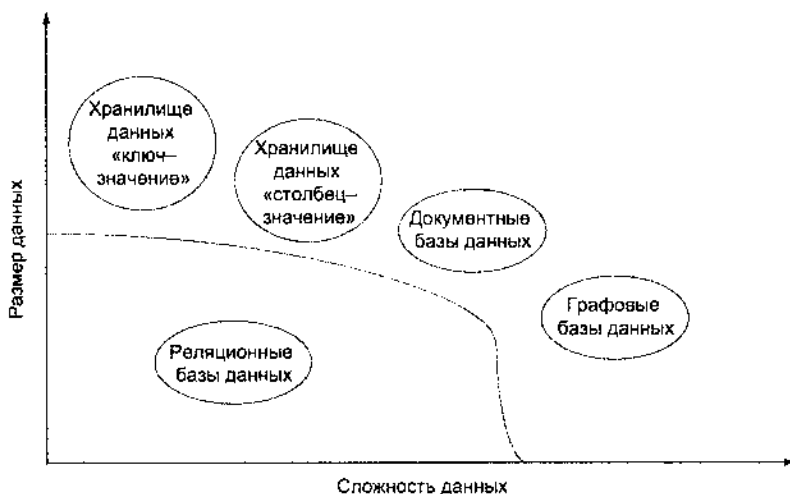 Хранилище
данных
«ключ–
значение»
Хранилище
данных
«столбец–
значение»
Документные
базы данных
Графовые
базы данных
Реляционные
базы данных
Размер данных
Сложность данных